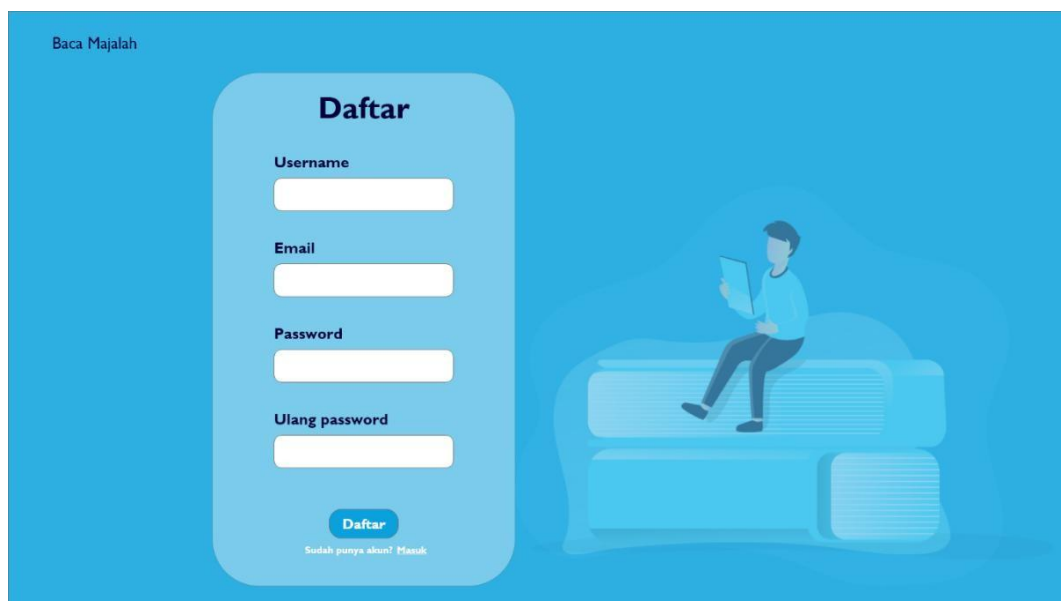 Baca Majalah
Daftar
Username
Email
Password
Ulang password
Daftar
Sudah punya akun? Masuk